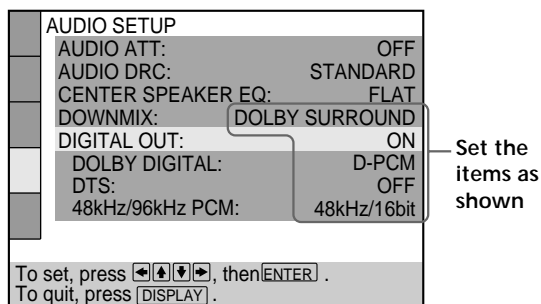 AUDIO SETUP
AUDIO ATT: OFF
AUDIO DRC: STANDARD
CENTER SPEAKER EQ: FLAT
DOWNMIX: DOLBY SURROUND
DIGITAL OUT: ON
DOLBY DIGITAL: D-PCM
DTS: OFF
48kHz/96kHz PCM: 48kHz/16bit
To set, press , then ENTER .
To quit, press DISPLAY .
Set the
items as
shown